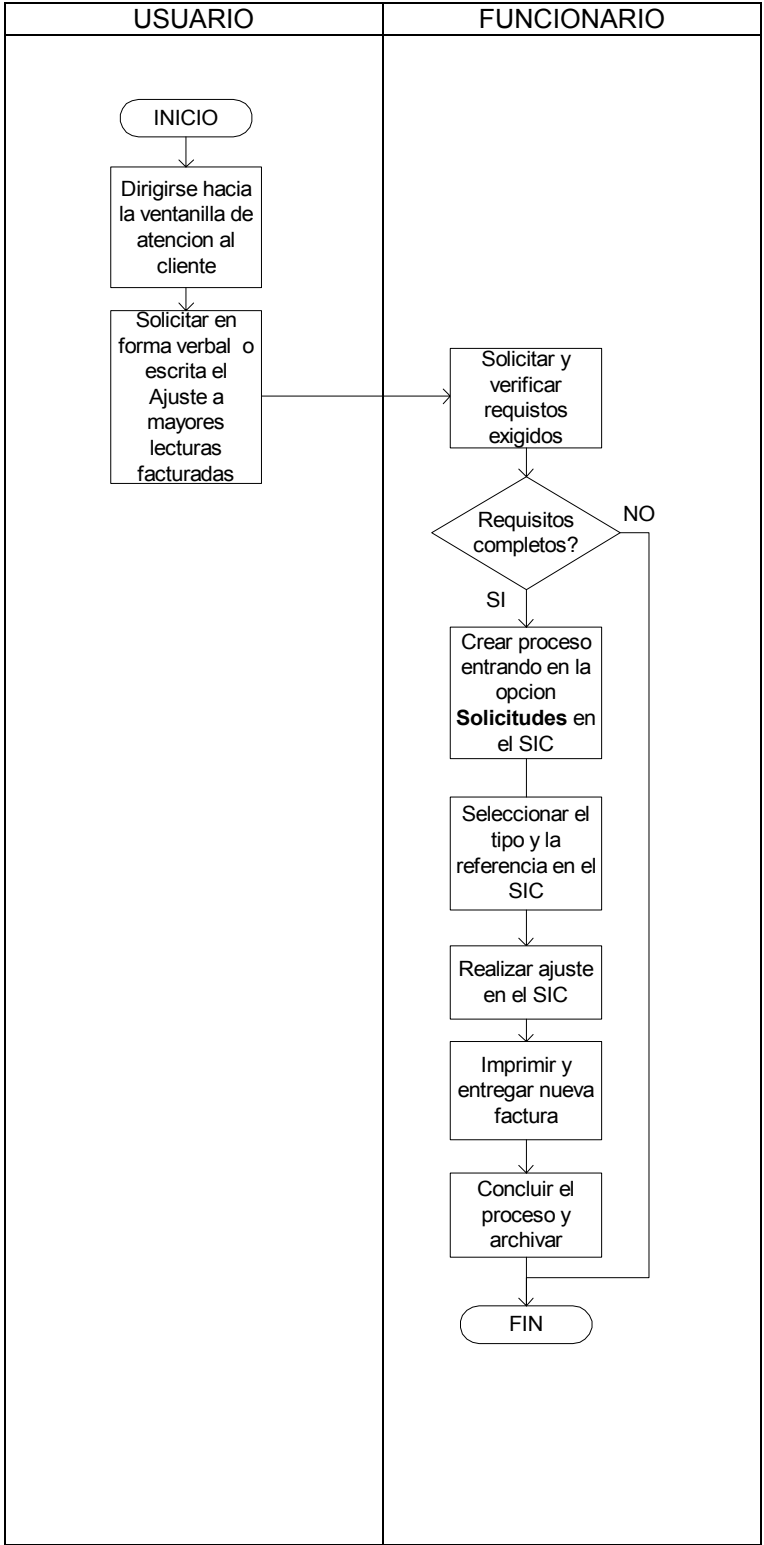 USUARIO
FUNCIONARIO
INICIO
Dirigirse hacia
la ventanilla de
atencion al
cliente
Solicitar en
forma verbal o
escrita el
Ajuste a
mayores
lecturas
facturadas
Solicitar y
verificar
requistos
exigidos
Requisitos
completos?
NO
SI
Crear proceso
entrando en la
opcion
Solicitudes en
el SIC
Seleccionar el
tipo y la
referencia en el
SIC
Realizar ajuste
en el SIC
Imprimir y
entregar nueva
factura
Concluir el
proceso y
archivar
FIN